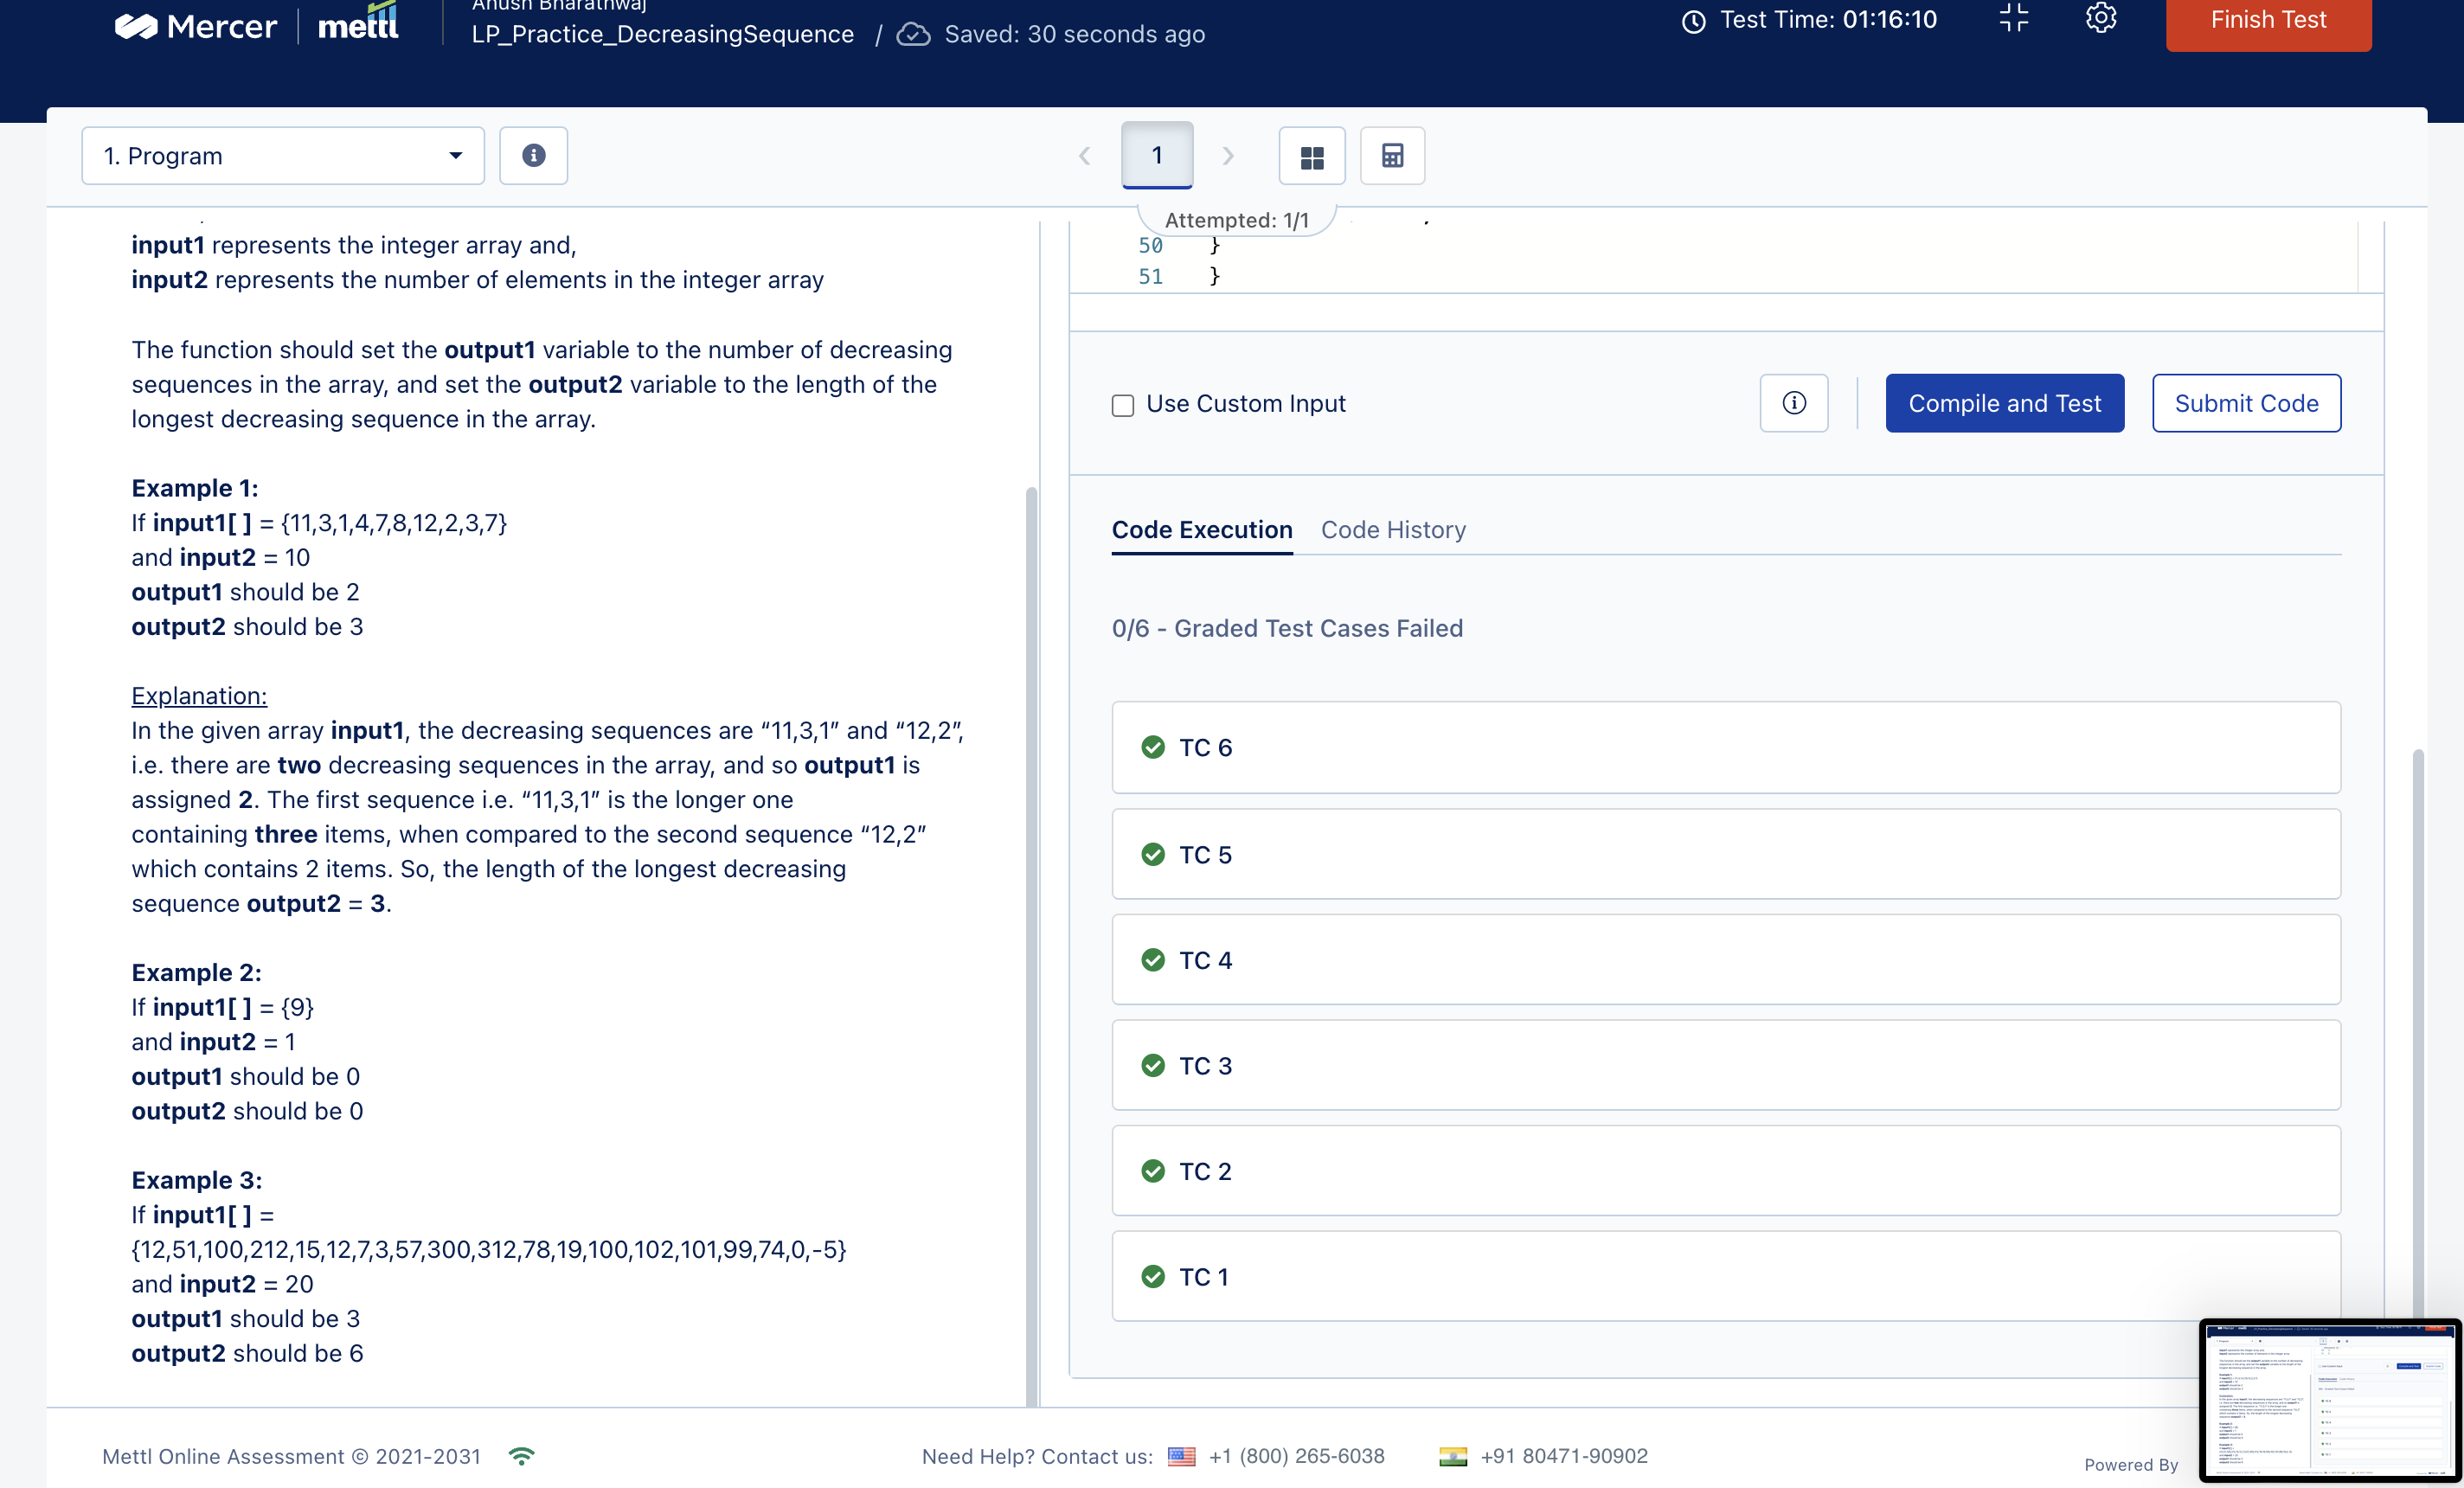 Mercer mettl
Anush Bharathwaj
LP_Practice_DecreasingSequence / Saved: 30 seconds ago
Test Time: 01:16:10
Finish Test
1. Program
1
Attempted: 1/1
input1 represents the integer array and,
input2 represents the number of elements in the integer array
The function should set the output1 variable to the number of decreasing
sequences in the array, and set the output2 variable to the length of the
longest decreasing sequence in the array.
Example 1:
If input1[ ] = {11,3,1,4,7,8,12,2,3,7}
and input2 = 10
output1 should be 2
output2 should be 3
Explanation:
In the given array input1, the decreasing sequences are “11,3,1” and “12,2”,
i.e. there are two decreasing sequences in the array, and so output1 is
assigned 2. The first sequence i.e. “11,3,1” is the longer one
containing three items, when compared to the second sequence “12,2”
which contains 2 items. So, the length of the longest decreasing
sequence output2 = 3.
Example 2:
If input1[ ] = {9}
and input2 = 1
output1 should be 0
output2 should be 0
Example 3:
If input1[ ] =
{12,51,100,212,15,12,7,3,57,300,312,78,19,100,102,101,99,74,0,-5}
and input2 = 20
output1 should be 3
output2 should be 6
50 }
51 }
Use Custom Input
Compile and Test
Submit Code
Code Execution Code History
0/6 - Graded Test Cases Failed
TC 6
TC 5
TC 4
TC 3
TC 2
TC 1
Mettl Online Assessment © 2021-2031
Need Help? Contact us: +1 (800) 265-6038 +91 80471-90902
Powered By